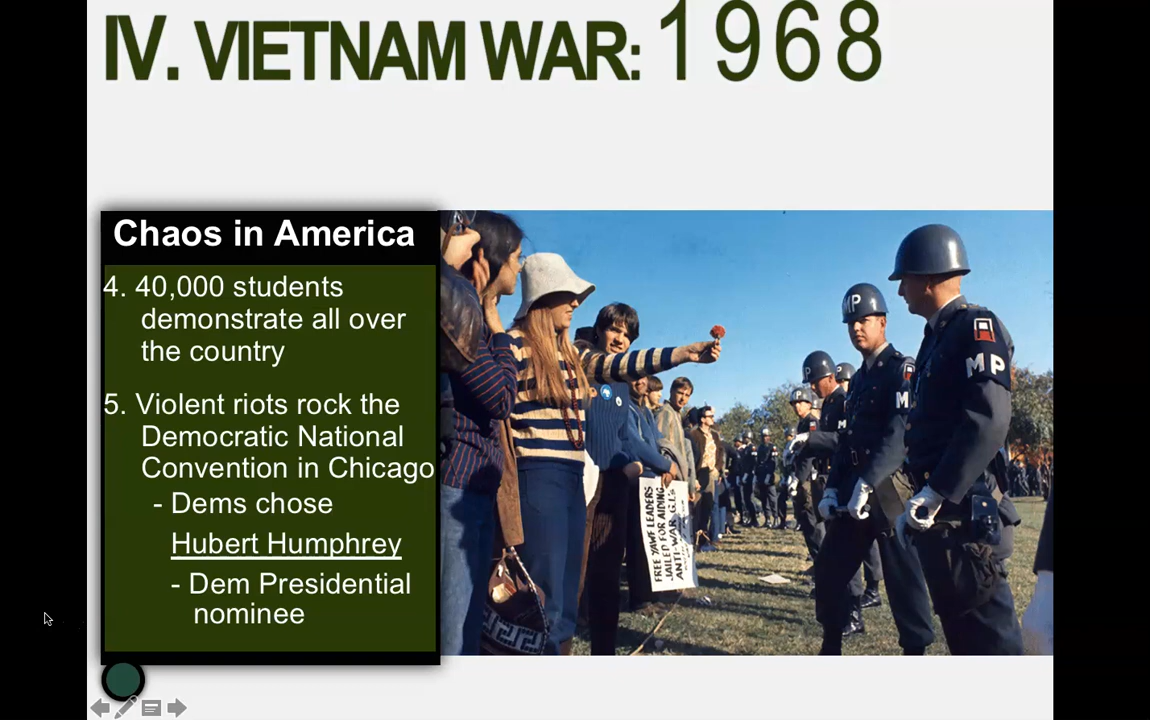 IV. VIETNAM WAR: 1968
Chaos in America
4. 40,000 students
demonstrate all over
the country
5. Violent riots rock the
Democratic National
Convention in Chicago
- Dems chose
Hubert Humphrey
- Dem Presidential
nominee
FREE YAWF LEADERS
JAILED FOR AIDING
ANTI-WAR G.I.s
P
MP
M
MP